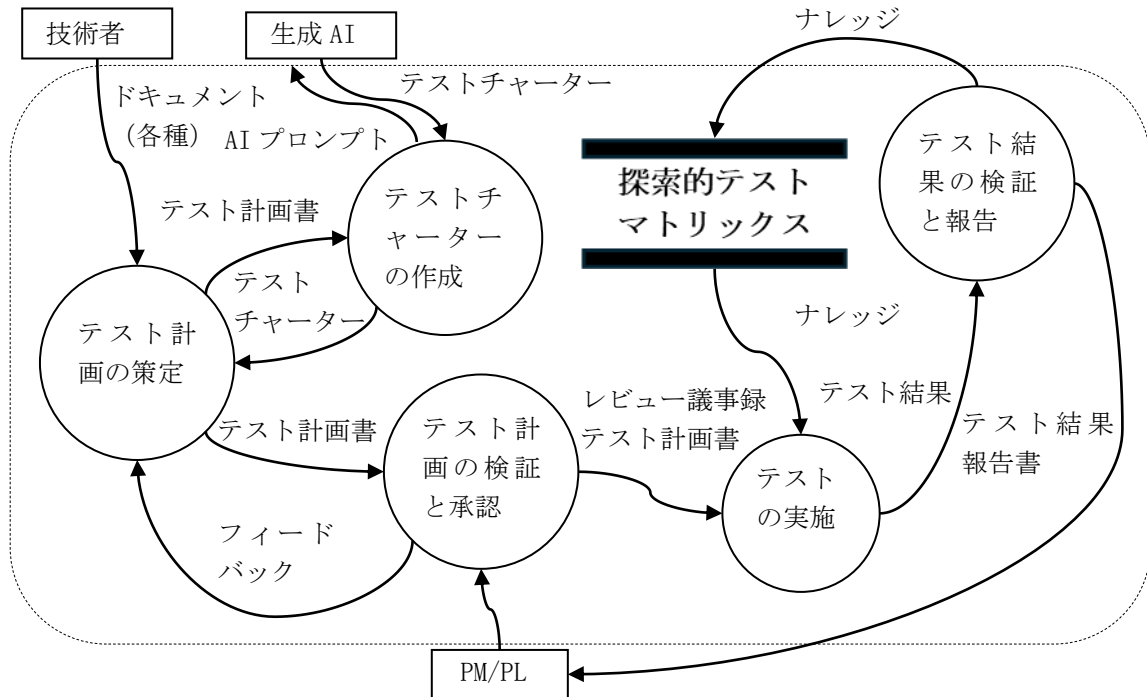 技術者
生成 AI
ナレッジ
テストチャーター
ドキュメント
（各種）
AI プロンプト
テスト結
果の検証
と報告
探索的テスト
マトリックス
テストチ
ャーター
の作成
テスト計画書
テスト
チャーター
テスト計
画の策定
ナレッジ
テスト計画書
テスト計
画の検証
と承認
レビュー議事録
テスト計画書
テスト結果
テスト結果
報告書
テスト
の実施
フィード
バック
PM/PL